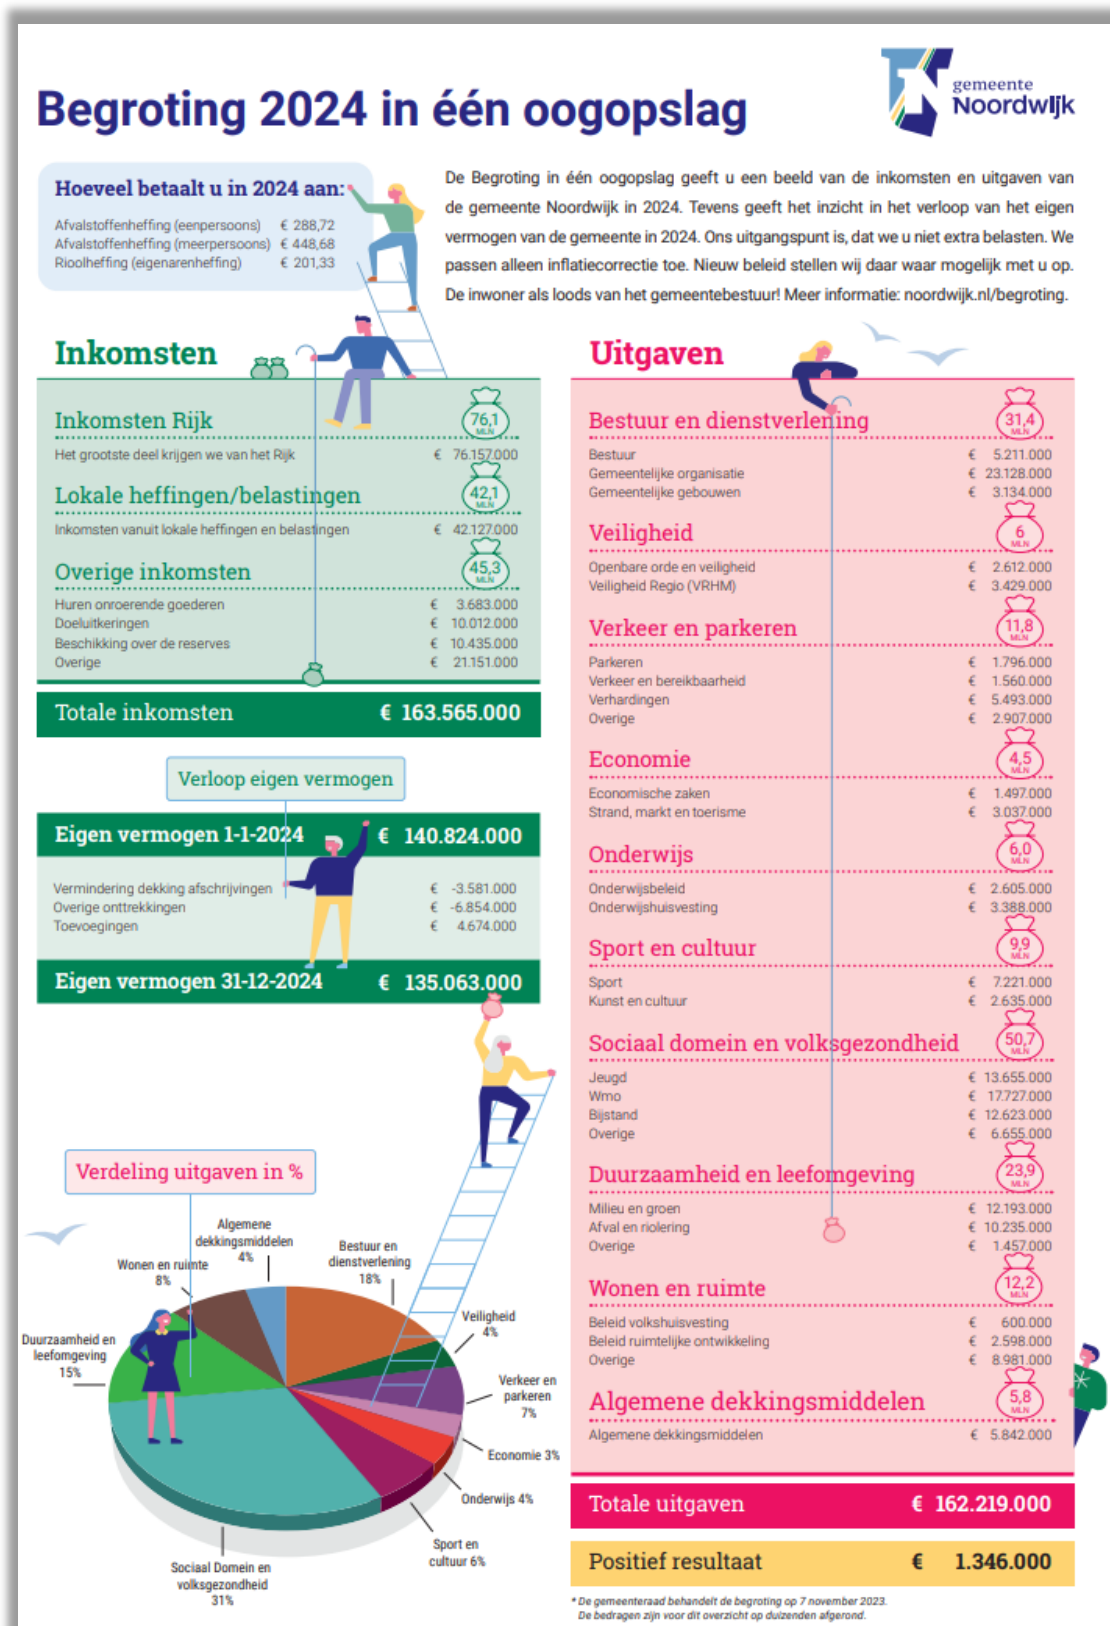 Begroting 2024 in één oogopslag
gemeente
Noordwijk
Hoeveel betaalt u in 2024 aan:
Afvalstoffenheffing (eenpersoons) € 288,72
Afvalstoffenheffing (meerpersoons) € 448,68
Rioolheffing (eigenarenheffing) € 201,33
De Begroting in één oogopslag geeft u een beeld van de inkomsten en uitgaven van
de gemeente Noordwijk in 2024. Tevens geeft het inzicht in het verloop van het eigen
vermogen van de gemeente in 2024. Ons uitgangspunt is, dat we u niet extra belasten. We
passen alleen inflatiecorrectie toe. Nieuw beleid stellen wij daar waar mogelijk met u op.
De inwoner als loods van het gemeentebestuur! Meer informatie: noordwijk.nl/begroting.
Inkomsten
Inkomsten Rijk 76,1 MLN
Het grootste deel krijgen we van het Rijk € 76.157.000
Lokale heffingen/belastingen 42,1 MLN
Inkomsten vanuit lokale heffingen en belastingen € 42.127.000
Overige inkomsten 45,3 MLN
Huren onroerende goederen € 3.683.000
Doeluitkeringen € 10.012.000
Beschikking over de reserves € 10.435.000
Overige € 21.151.000
Totale inkomsten € 163.565.000
Verloop eigen vermogen
Eigen vermogen 1-1-2024 € 140.824.000
Vermindering dekking afschrijvingen € -3.581.000
Overige onttrekkingen € -6.854.000
Toevoegingen € 4.674.000
Eigen vermogen 31-12-2024 € 135.063.000
Verdeling uitgaven in %
Algemene
dekkingsmiddelen
4%
Bestuur en
dienstverlening
18%
Wonen en ruimte
8%
Veiligheid
4%
Duurzaamheid en
leefomgeving
15%
Verkeer en
parkeren
7%
Economie 3%
Onderwijs 4%
Sport en
cultuur 6%
Sociaal Domein en
volksgezondheid
31%
Uitgaven
Bestuur en dienstverlening 31,4 MLN
Bestuur € 5.211.000
Gemeentelijke organisatie € 23.128.000
Gemeentelijke gebouwen € 3.134.000
Veiligheid 6 MLN
Openbare orde en veiligheid € 2.612.000
Veiligheid Regio (VRHM) € 3.429.000
Verkeer en parkeren 11,8 MLN
Parkeren € 1.796.000
Verkeer en bereikbaarheid € 1.560.000
Verhardingen € 5.493.000
Overige € 2.907.000
Economie 4,5 MLN
Economische zaken € 1.497.000
Strand, markt en toerisme € 3.037.000
Onderwijs 6,0 MLN
Onderwijsbeleid € 2.605.000
Onderwijshuisvesting € 3.388.000
Sport en cultuur 9,9 MLN
Sport € 7.221.000
Kunst en cultuur € 2.635.000
Sociaal domein en volksgezondheid 50,7 MLN
Jeugd € 13.655.000
Wmo € 17.727.000
Bijstand € 12.623.000
Overige € 6.655.000
Duurzaamheid en leefomgeving 23,9 MLN
Milieu en groen € 12.193.000
Afval en riolering € 10.235.000
Overige € 1.457.000
Wonen en ruimte 12,2 MLN
Beleid volkshuisvesting € 600.000
Beleid ruimtelijke ontwikkeling € 2.598.000
Overige € 8.981.000
Algemene dekkingsmiddelen 5,8 MLN
Algemene dekkingsmiddelen € 5.842.000
Totale uitgaven € 162.219.000
Positief resultaat € 1.346.000
* De gemeenteraad behandelt de begroting op 7 november 2023.
De bedragen zijn voor dit overzicht op duizenden afgerond.